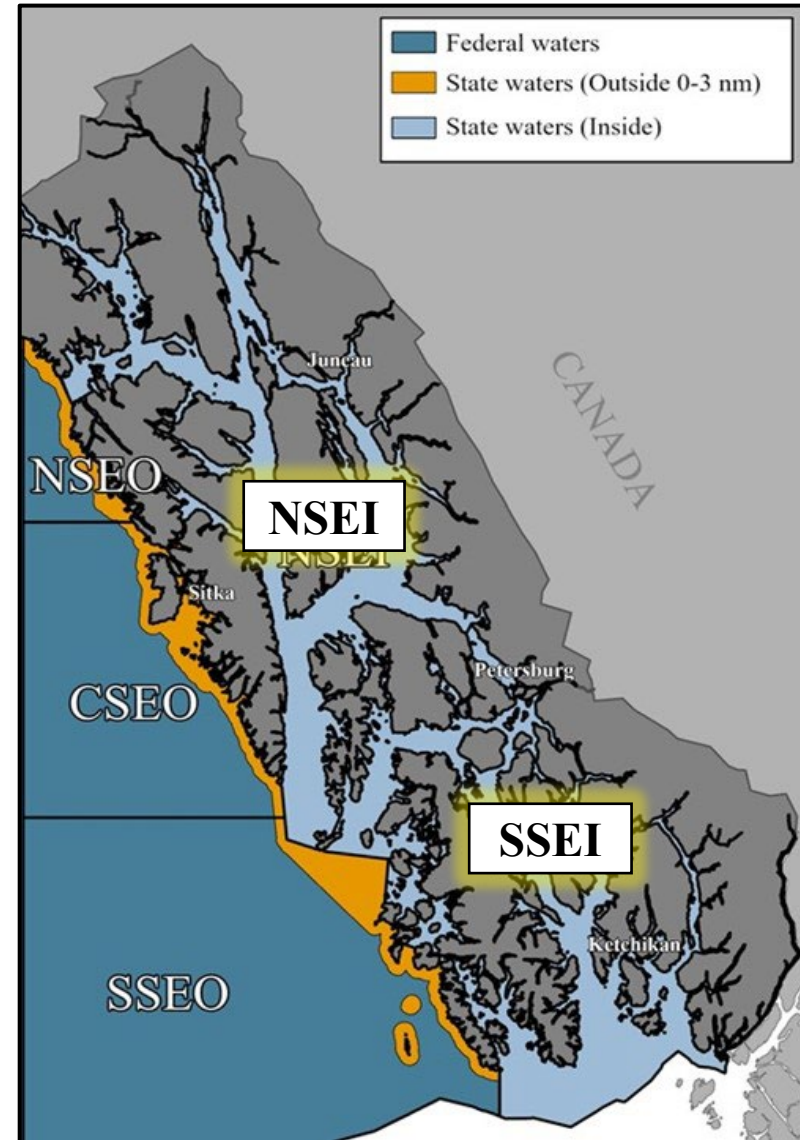 Federal waters
State waters (Outside 0-3 nm)
State waters (Inside)
Juneau
CANADA
NSEO
NSEI
NSEI
Sitka
Petersburg
CSEO
SSEI
Ketchikan
SSEO